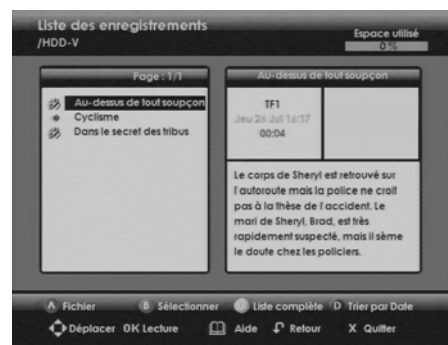 Liste des enregistrements
/HDD-V
Espace utilisé
0 %
Page : 1/1
Au-dessus de tout soupçon
Cyclisme
Dans le secret des tribus
Au-dessus de tout soupçon
TF1
Jeu 26 Jul 16:17
00:04
Le corps de Sheryl est retrouvé sur
l'autoroute mais la police ne croit
pas à la thèse de l'accident. Le
mari de Sheryl, Brad, est très
rapidement suspecté, mais il sème
le doute chez les policiers.
A Fichier B Sélectionner Liste complète D Trier par Date
Déplacer OK Lecture Aide Retour X Quitter